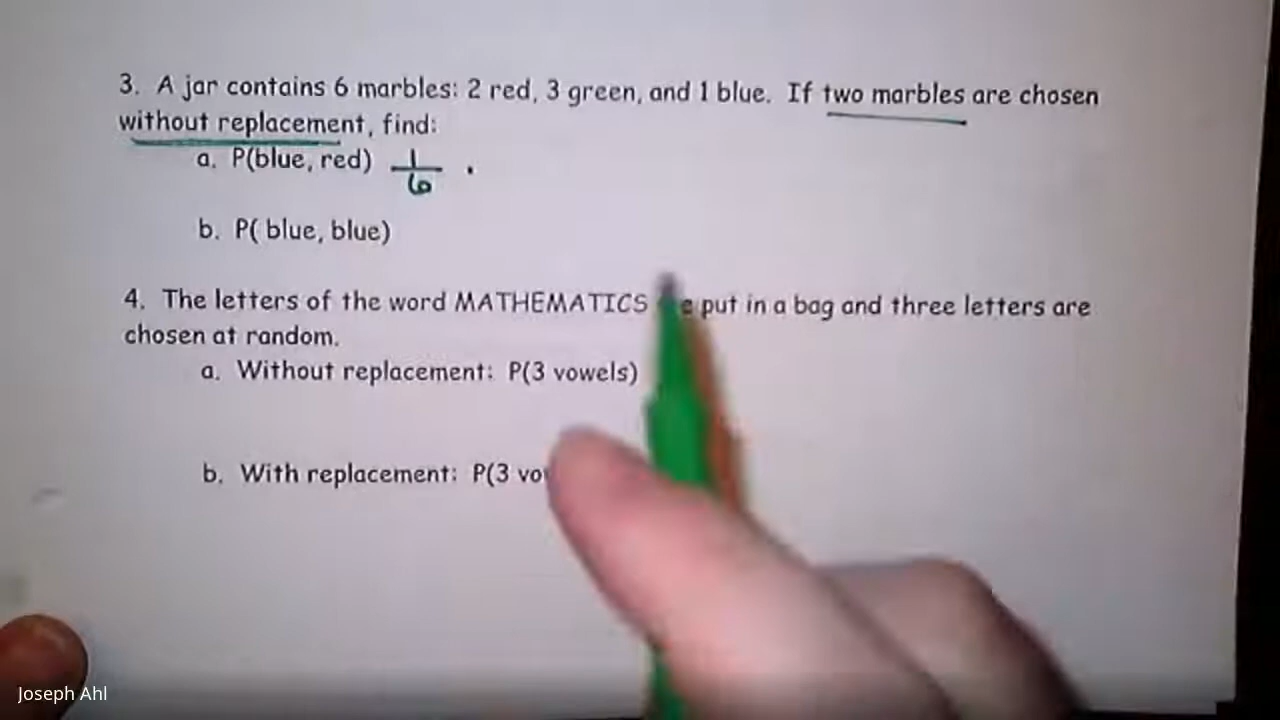 3. A jar contains 6 marbles: 2 red, 3 green, and 1 blue. If two marbles are chosen
without replacement, find:
a. P(blue, red) 1/6 ·
b. P( blue, blue)
4. The letters of the word MATHEMATICS put in a bag and three letters are
chosen at random.
a. Without replacement: P(3 vowels)
b. With replacement: P(3
Joseph Ahl